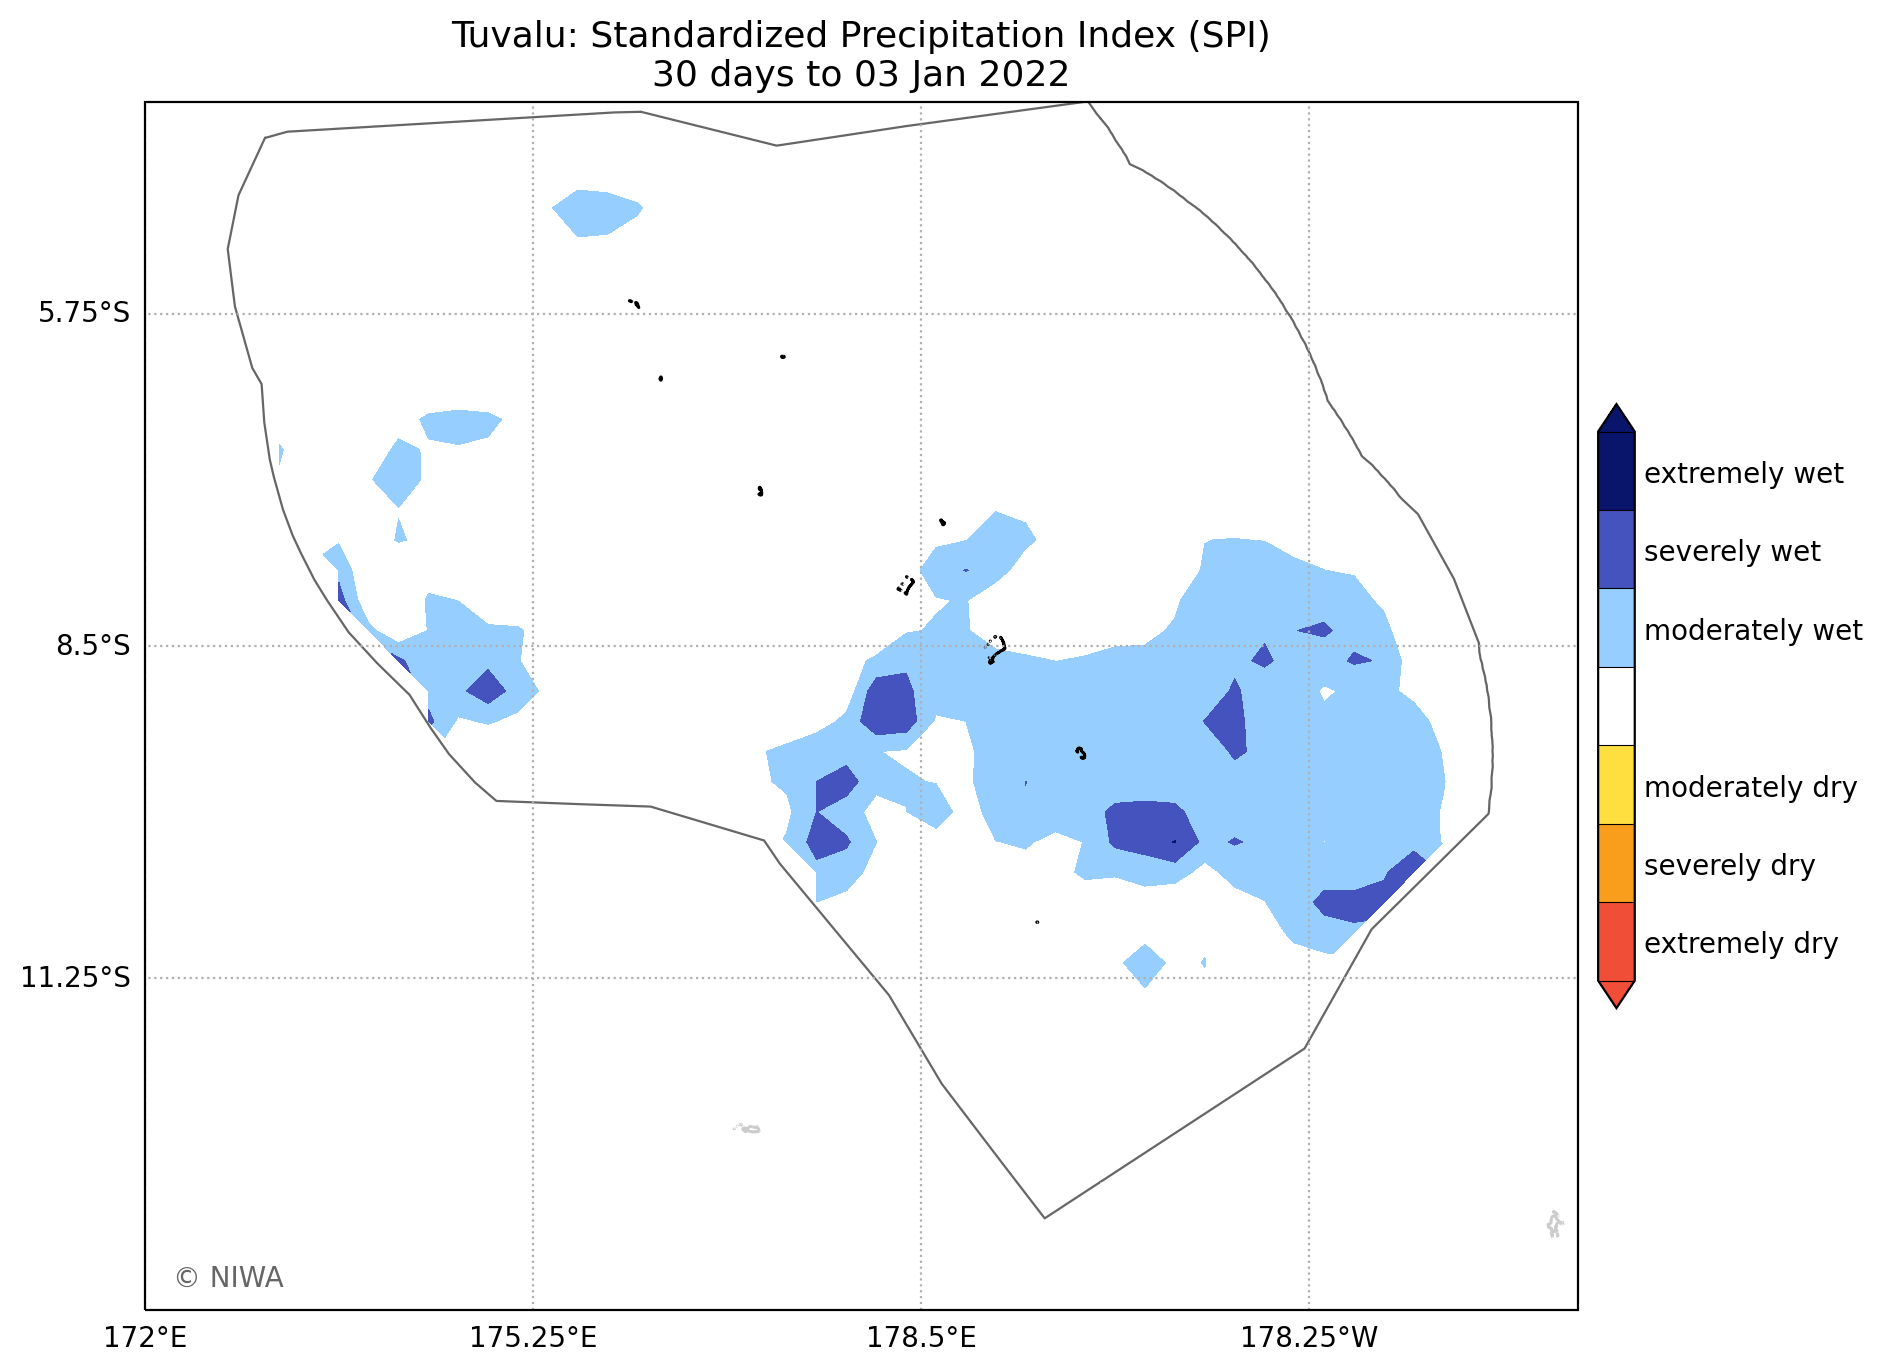 Tuvalu: Standardized Precipitation Index (SPI)
30 days to 03 Jan 2022
5.75°S
8.5°S
11.25°S
172°E
175.25°E
178.5°E
178.25°W
© NIWA
extremely wet
severely wet
moderately wet
moderately dry
severely dry
extremely dry